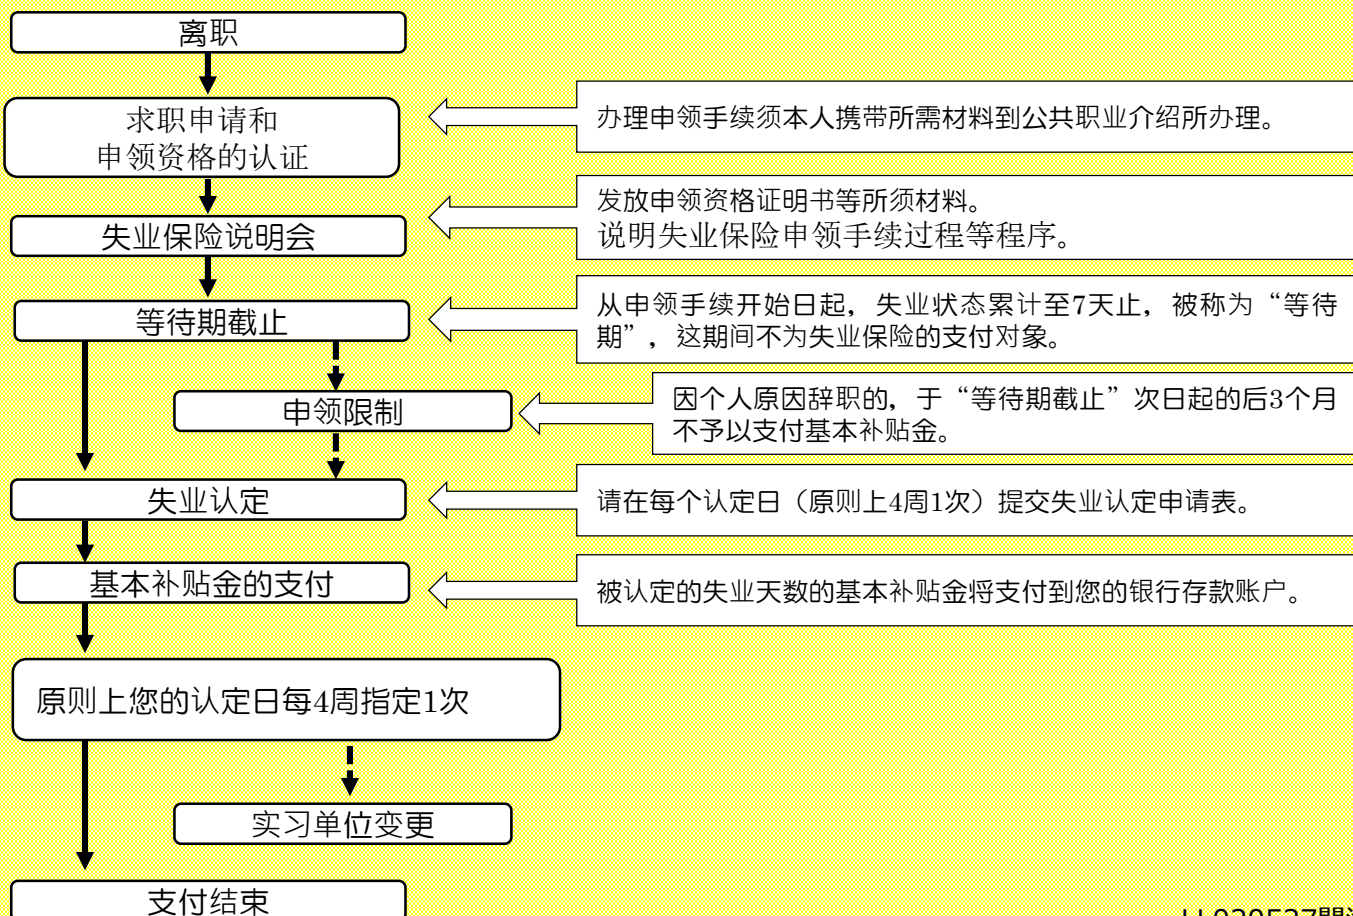 离职
求职申请和
申领资格的认证
办理申领手续须本人携带所需材料到公共职业介绍所办理。
失业保险说明会
发放申领资格证明书等所须材料。
说明失业保险申领手续过程等程序。
等待期截止
从申领手续开始日起，失业状态累计至7天止，被称为“等待
期”，这期间不为失业保险的支付对象。
申领限制
因个人原因辞职的，于“等待期截止”次日起的后3个月
不予以支付基本补贴金。
失业认定
请在每个认定日（原则上4周1次）提交失业认定申请表。
基本补贴金的支付
被认定的失业天数的基本补贴金将支付到您的银行存款账户。
原则上您的认定日每4周指定1次
实习单位变更
支付结束